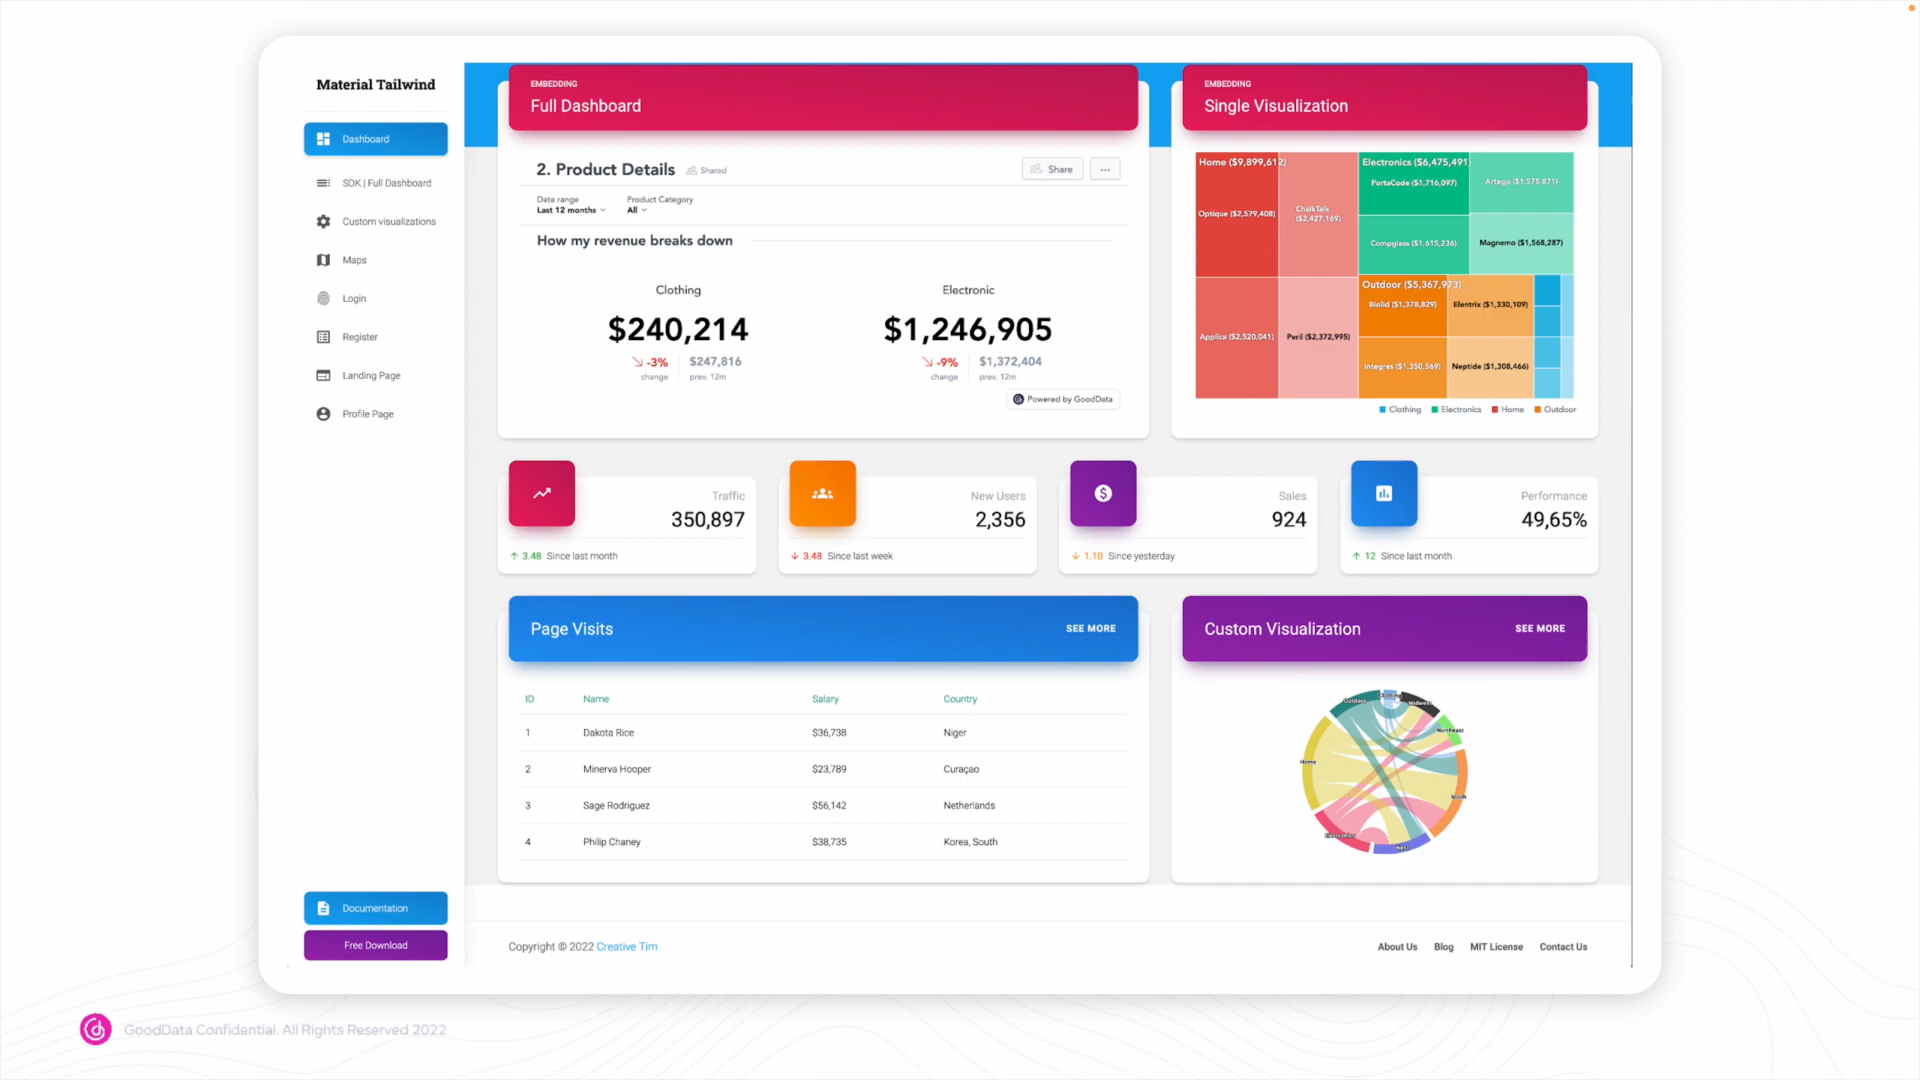 Material Tailwind
Dashboard
SDK | Full Dashboard
Custom visualizations
Maps
Login
Register
Landing Page
Profile Page
Documentation
Free Download
EMBEDDING
Full Dashboard
2. Product Details Shared
Share ...
Date range Product Category
Last 12 months All
How my revenue breaks down
Clothing
$240,214
-3% $247,816
change prev. 12m
Electronic
$1,246,905
-9% $1,372,404
change prev. 12m
Powered by GoodData
EMBEDDING
Single Visualization
Home ($9,899,612)
Optique ($2,579,408)
ChalkTalk
($2,427,169)
Applica ($2,520,041)
Peril ($2,372,995)
Electronics ($6,475,491)
PortaCode ($1,716,097)
Artego ($1,575,871)
Compglass ($1,615,236)
Magnemo ($1,568,287)
Outdoor ($5,367,973)
Biolid ($1,378,829)
Elentrix ($1,330,109)
Integres ($1,350,569)
Neptide ($1,308,466)
Clothing Electronics Home Outdoor
Traffic
350,897
3.48 Since last month
New Users
2,356
3.48 Since last week
Sales
924
1.10 Since yesterday
Performance
49,65%
12 Since last month
Page Visits SEE MORE
ID Name Salary Country
1 Dakota Rice $36,738 Niger
2 Minerva Hooper $23,789 Curaçao
3 Sage Rodriguez $56,142 Netherlands
4 Philip Chaney $38,735 Korea, South
Custom Visualization SEE MORE
Outdoor
Clothing
Midwest
Northeast
Home
South
Electronics
West
Copyright © 2022 Creative Tim
About Us Blog MIT License Contact Us
GoodData Confidential. All Rights Reserved 2022